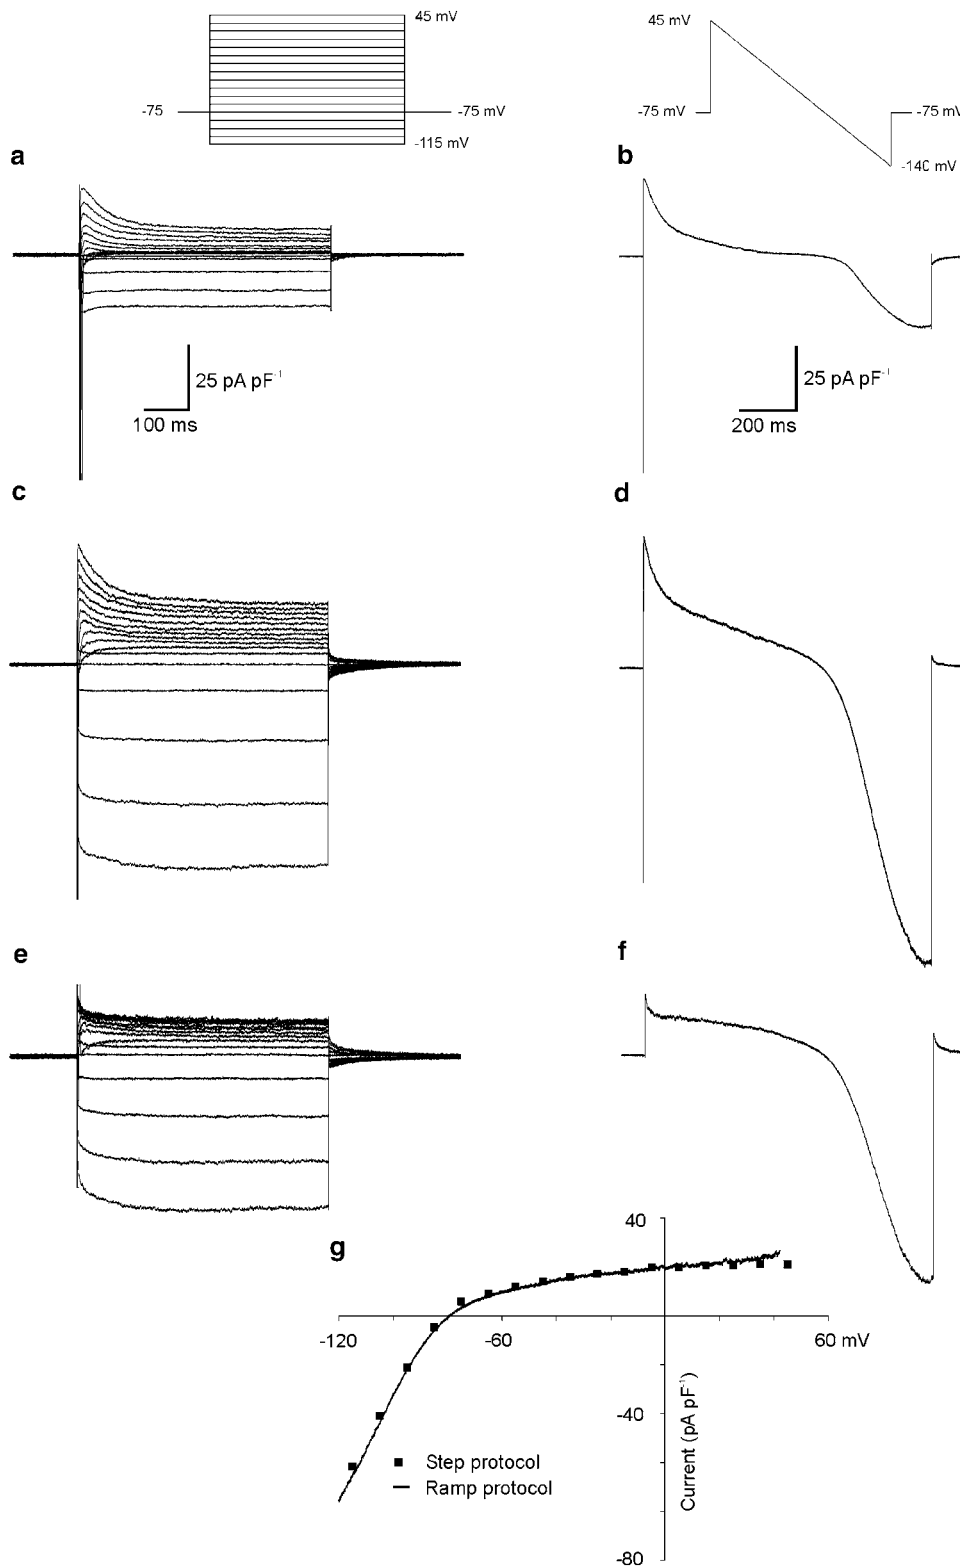 45 mV
-75
-75 mV
-115 mV
45 mV
-75 mV
-75 mV
-140 mV
a
b
25 pA pF-1
100 ms
25 pA pF-1
200 ms
c
d
e
f
g
40
-120
-60
60 mV
-40
-80
Current (pA pF-1)
Step protocol
Ramp protocol